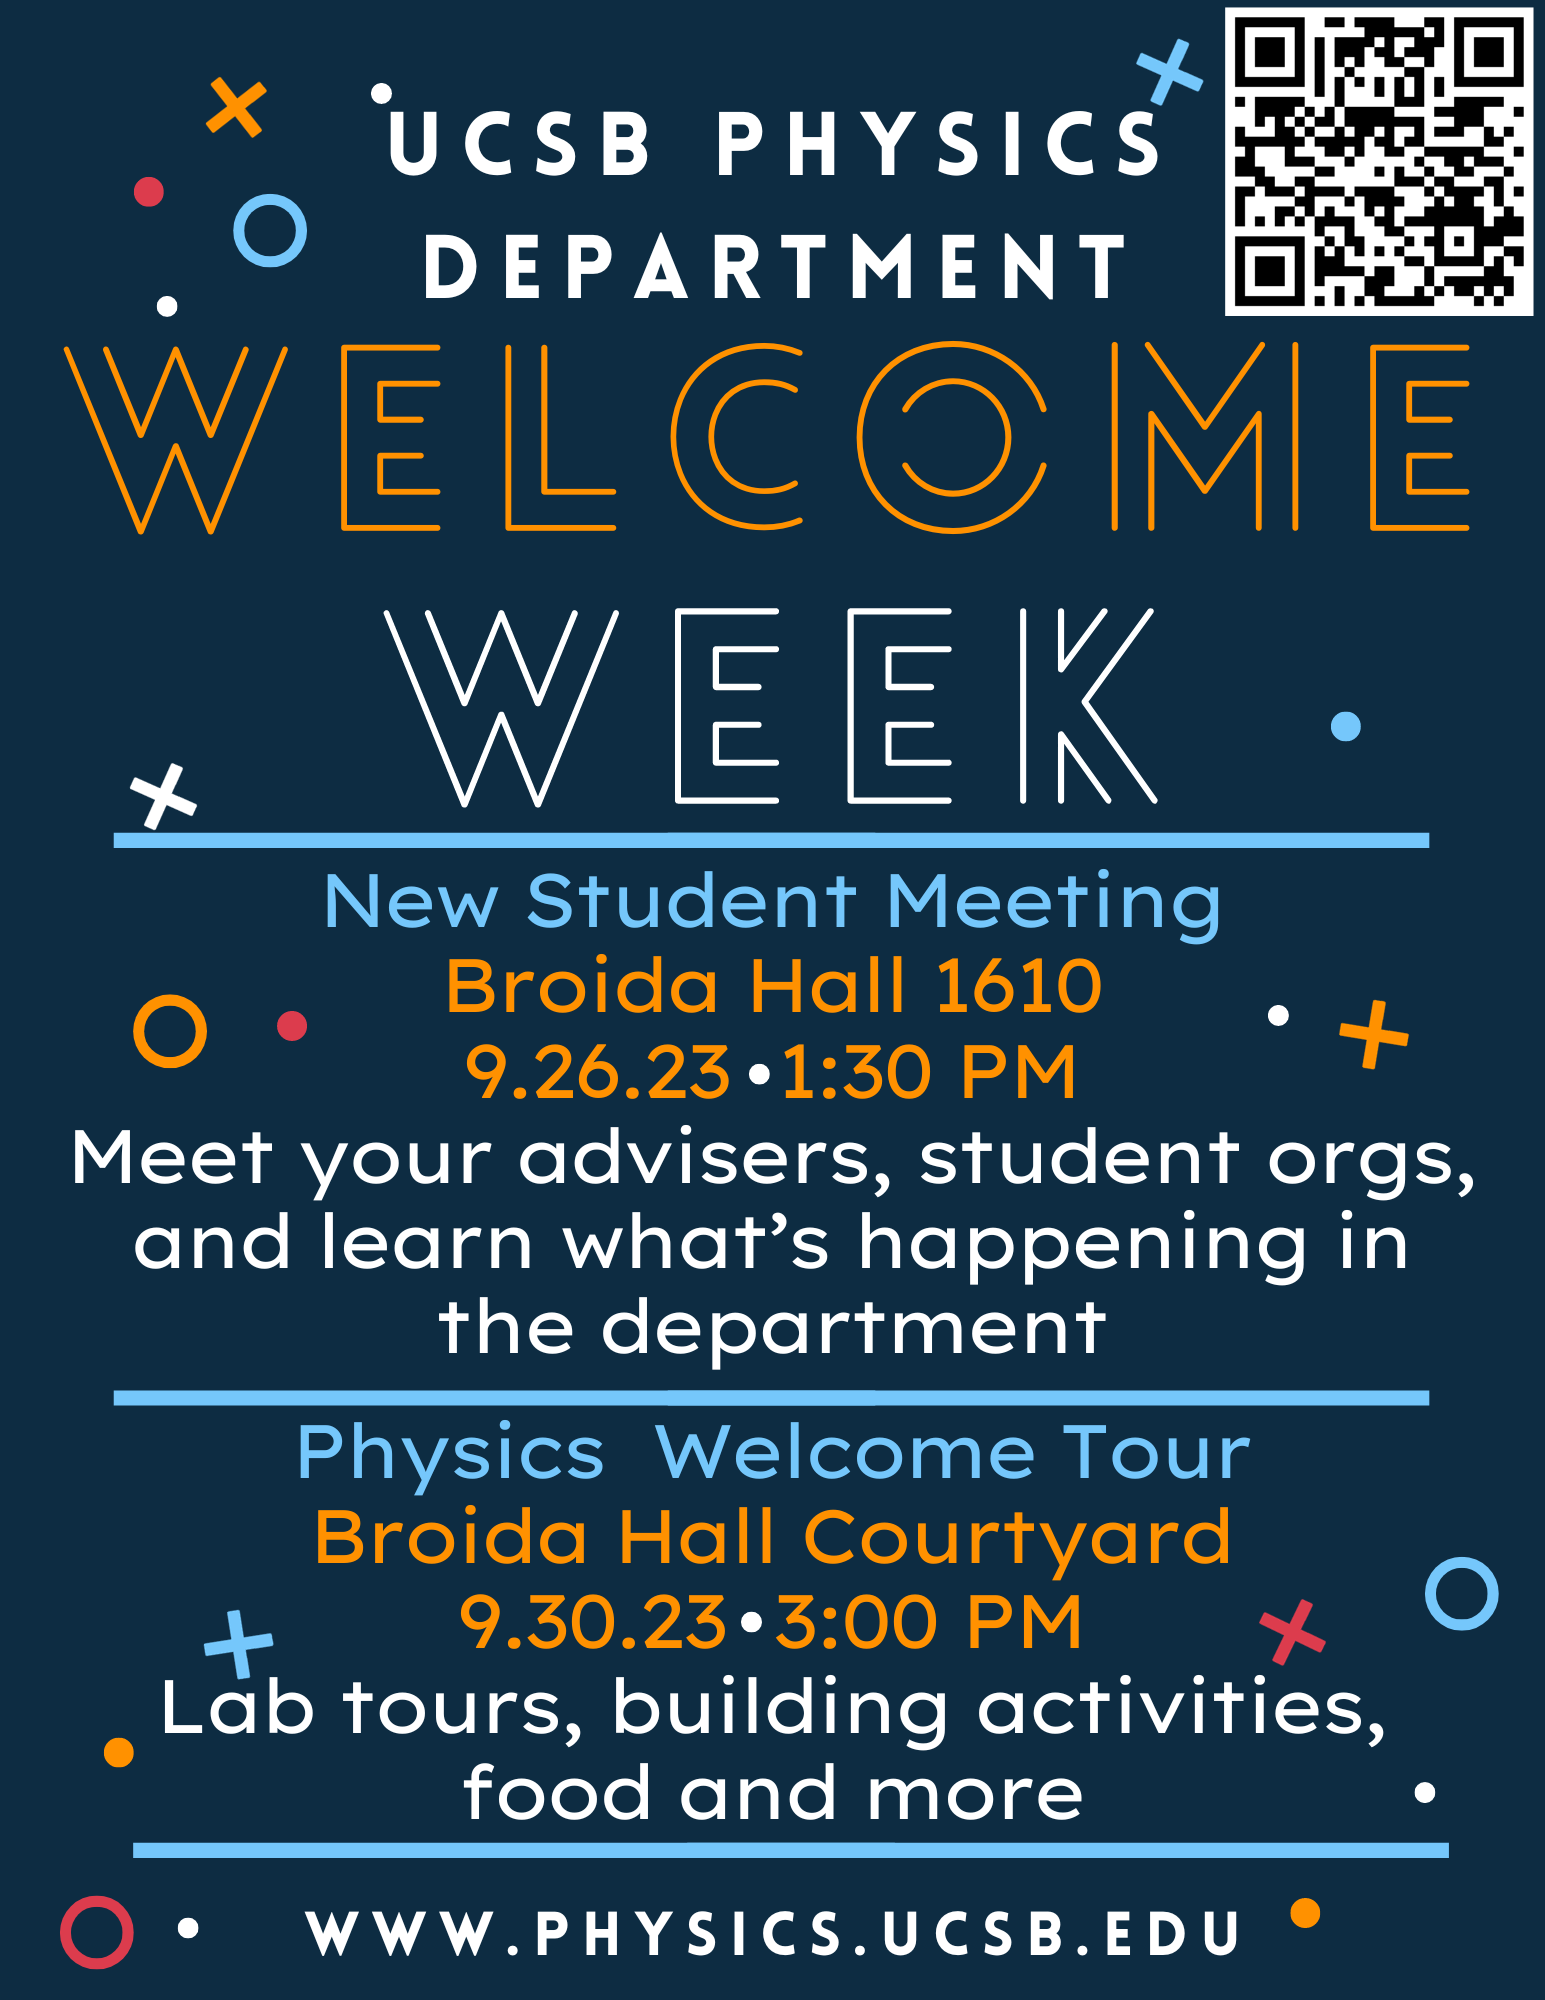 UCSB PHYSICS
DEPARTMENT
WELCOME
WEEK
New Student Meeting
Broida Hall 1610
9.26.23•1:30 PM
Meet your advisers, student orgs,
and learn what’s happening in
the department
Physics Welcome Tour
Broida Hall Courtyard
9.30.23•3:00 PM
Lab tours, building activities,
food and more
WWW.PHYSICS.UCSB.EDU